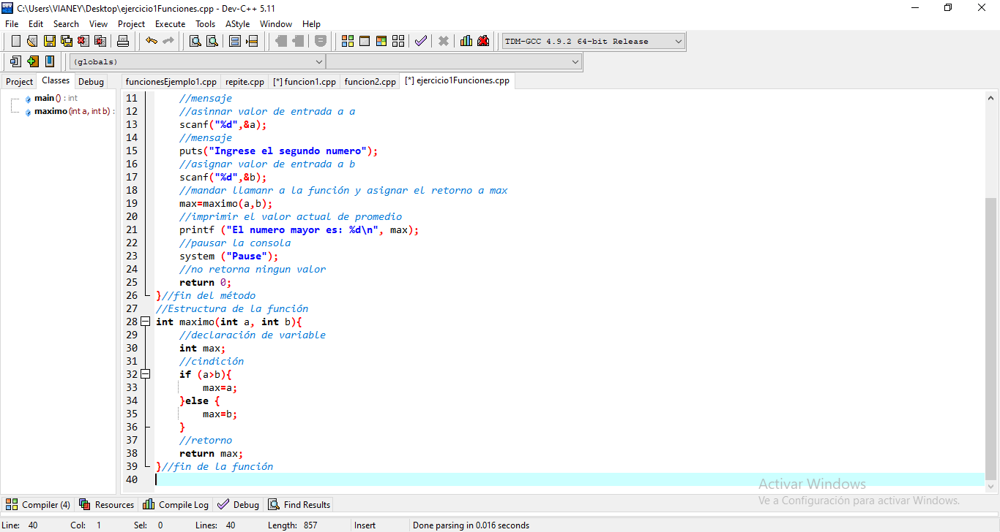 C:\Users\VIANEY\Desktop\ejercicio1Funciones.cpp - Dev-C++ 5.11
File Edit Search View Project Execute Tools AStyle Window Help
TDM-GCC 4.9.2 64-bit Release
(globals)
Project Classes Debug
funcionesEjemplo1.cpp repite.cpp [*] funcion1.cpp funcion2.cpp [*] ejercicio1Funciones.cpp
main () : int
maximo (int a, int b) :
11 //mensaje
12 //asinnar valor de entrada a a
13 scanf("%d",&a);
14 //mensaje
15 puts("Ingrese el segundo numero");
16 //asignar valor de entrada a b
17 scanf("%d",&b);
18 //mandar llamanr a la función y asignar el retorno a max
19 max=maximo(a,b);
20 //imprimir el valor actual de promedio
21 printf ("El numero mayor es: %d\n", max);
22 //pausar la consola
23 system ("Pause");
24 //no retorna ningun valor
25 return 0;
26 }//fin del método
27 //Estructura de la función
28 int maximo(int a, int b){
29 //declaración de variable
30 int max;
31 //cindición
32 if (a>b){
33 max=a;
34 }else {
35 max=b;
36 }
37 //retorno
38 return max;
39 }//fin de la función
40
Activar Windows
Ve a Configuración para activar Windows.
Compiler (4) Resources Compile Log Debug Find Results
Line: 40 Col: 1 Sel: 0 Lines: 40 Length: 857 Insert Done parsing in 0.016 seconds